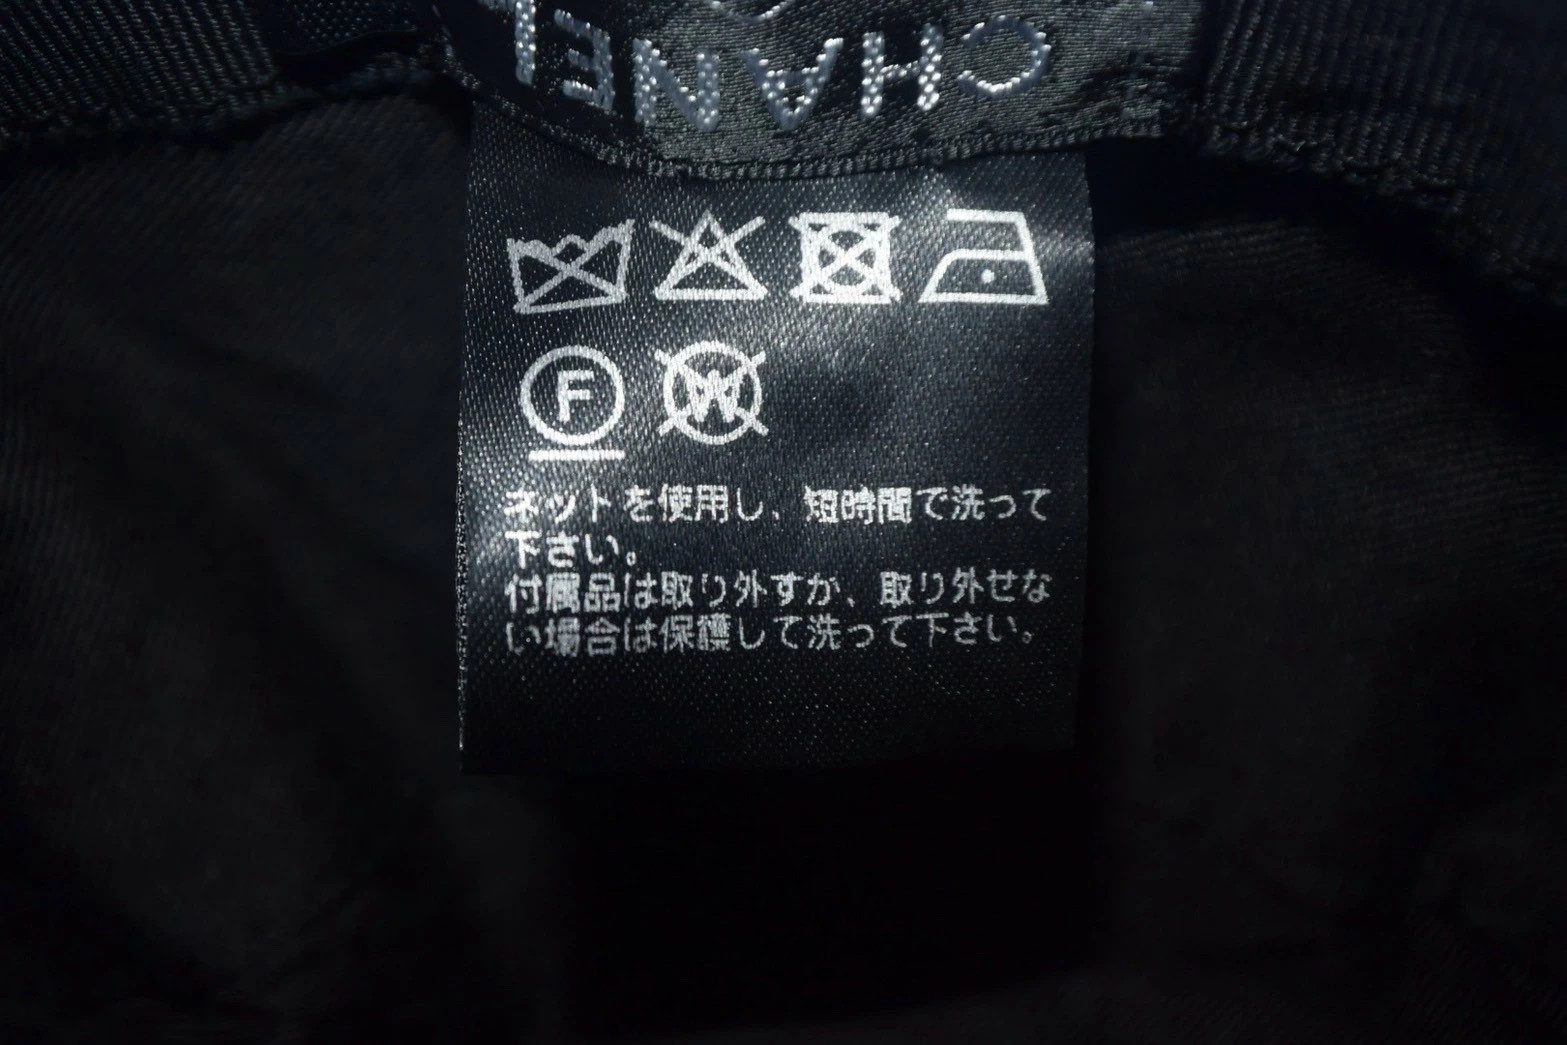 CHANEL
F
W
ネットを使用し、短時間で洗って
下さい。
付属品は取り外すか、取り外せな
い場合は保護して洗って下さい。